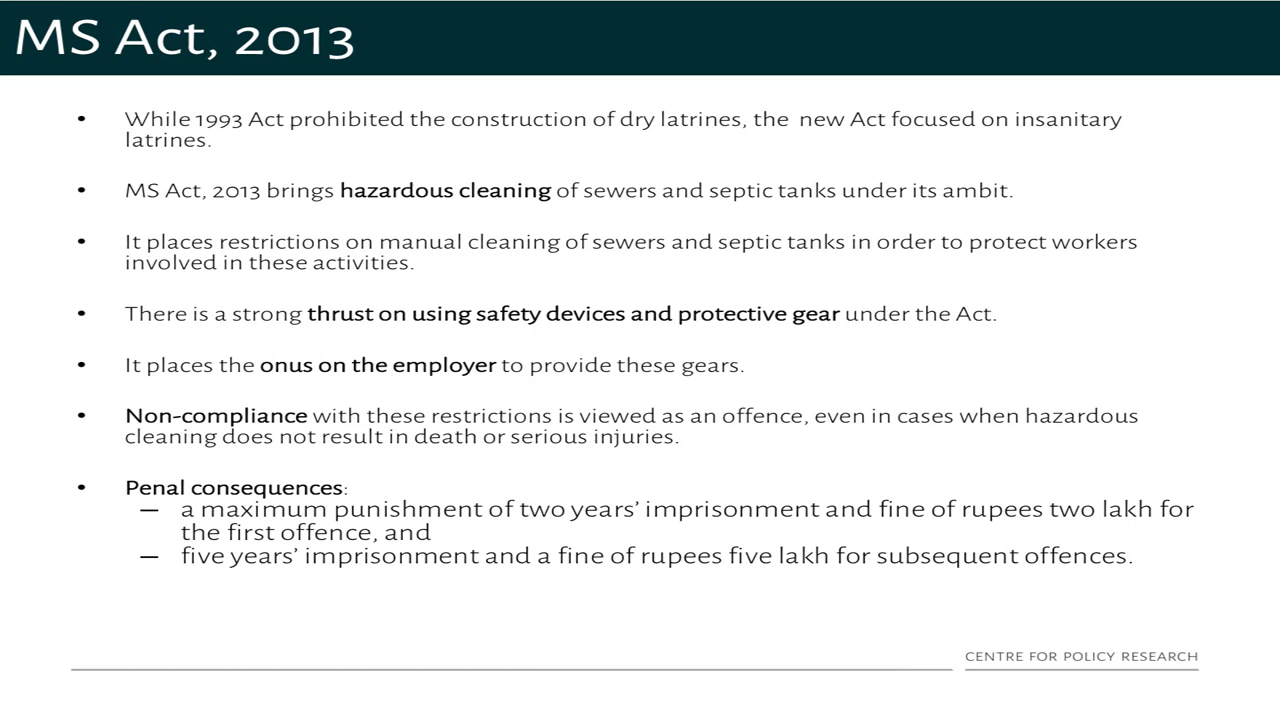 MS Act, 2013
• While 1993 Act prohibited the construction of dry latrines, the new Act focused on insanitary
latrines.
• MS Act, 2013 brings hazardous cleaning of sewers and septic tanks under its ambit.
• It places restrictions on manual cleaning of sewers and septic tanks in order to protect workers
involved in these activities.
• There is a strong thrust on using safety devices and protective gear under the Act.
• It places the onus on the employer to provide these gears.
• Non-compliance with these restrictions is viewed as an offence, even in cases when hazardous
cleaning does not result in death or serious injuries.
• Penal consequences:
— a maximum punishment of two years’ imprisonment and fine of rupees two lakh for
the first offence, and
— five years’ imprisonment and a fine of rupees five lakh for subsequent offences.
CENTRE FOR POLICY RESEARCH